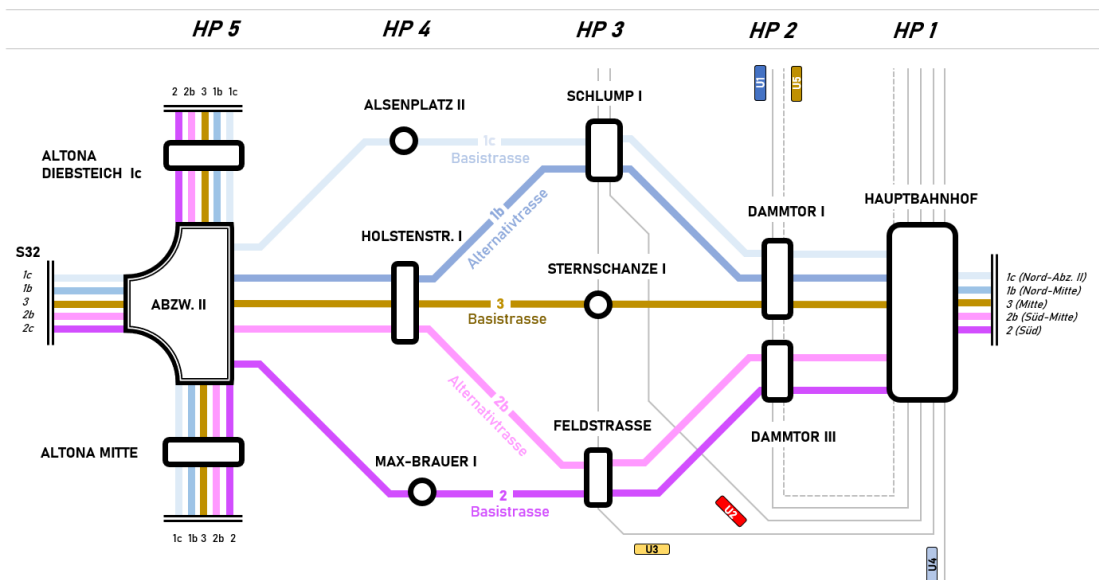 HP 5 HP 4 HP 3 HP 2 HP 1
U1
U5
2 2b 3 1b 1c
ALSENPLATZ II
SCHLUMP I
ALTONA
DIEBSTEICH Ic
1c
Basistrasse
1b
Alternativtrasse
HOLSTENSTR. I
DAMMTOR I
HAUPTBAHNHOF
S32
1c
1b
3
2b
2c
ABZW. II
STERNSCHANZE I
3
Basistrasse
1c (Nord-Abz. II)
1b (Nord-Mitte)
3 (Mitte)
2b (Süd-Mitte)
2 (Süd)
2b
Alternativtrasse
FELDSTRASSE
DAMMTOR III
ALTONA MITTE
MAX-BRAUER I
2
Basistrasse
U2
U3
U4
1c 1b 3 2b 2